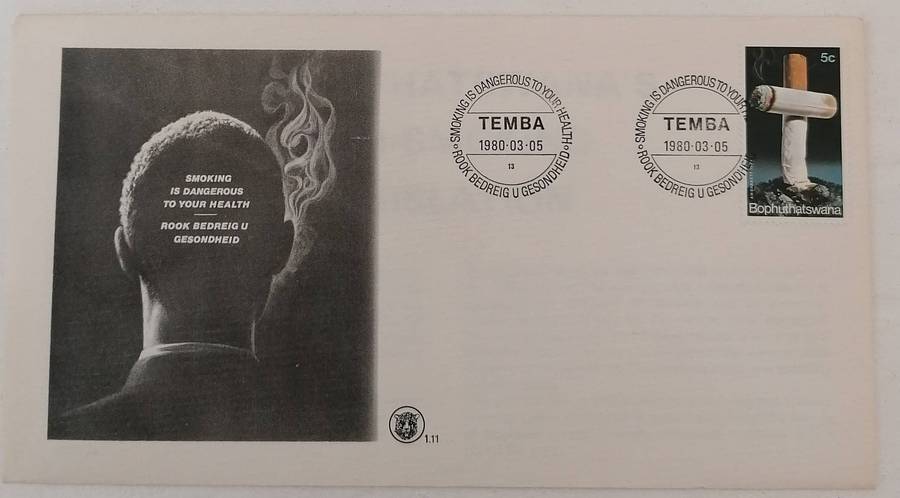 SMOKING
IS DANGEROUS
TO YOUR HEALTH
ROOK BEDREIG U
GESONDHEID
SMOKING IS DANGEROUS TO YOUR HEALTH
TEMBA
1980·03·05
13
ROOK BEDREIG U GESONDHEID
SMOKING IS DANGEROUS TO YOUR
TEMBA
1980·03·05
13
ROOK BEDREIG U GESONDHEID
5c
Bophuthatswana
1.11